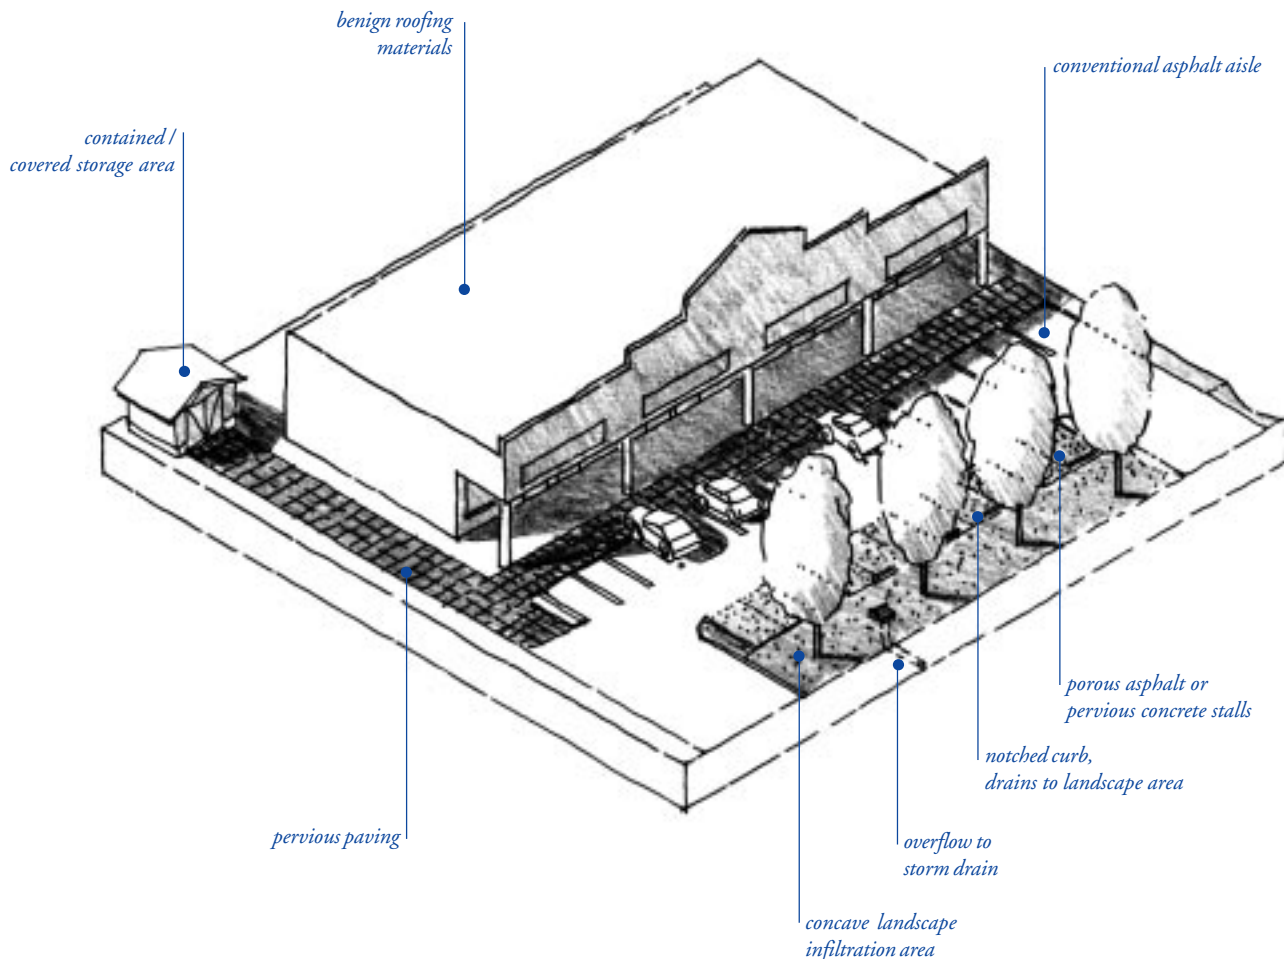 benign roofing
materials
conventional asphalt aisle
contained /
covered storage area
porous asphalt or
pervious concrete stalls
notched curb,
drains to landscape area
pervious paving
overflow to
storm drain
concave landscape
infiltration area